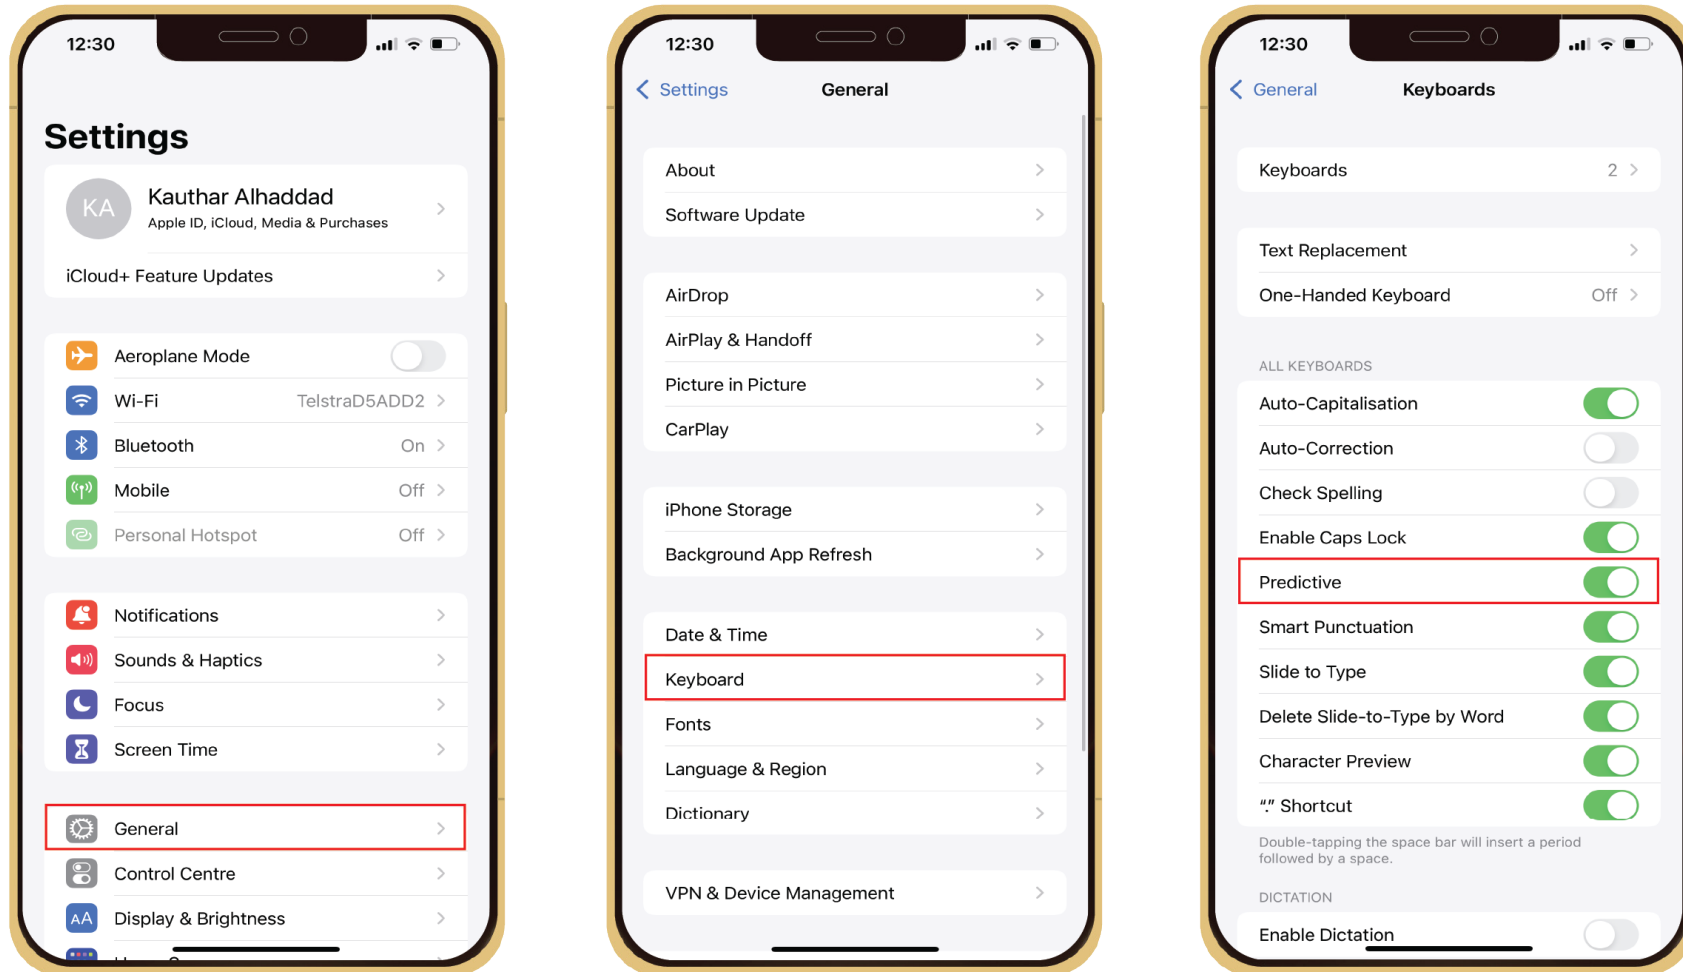 12:30
Settings
KA
Kauthar Alhaddad
Apple ID, iCloud, Media & Purchases
iCloud+ Feature Updates
Aeroplane Mode
Wi-Fi TelstraD5ADD2
Bluetooth On
Mobile Off
Personal Hotspot Off
Notifications
Sounds & Haptics
Focus
Screen Time
General
Control Centre
AA Display & Brightness
12:30
Settings General
About
Software Update
AirDrop
AirPlay & Handoff
Picture in Picture
CarPlay
iPhone Storage
Background App Refresh
Date & Time
Keyboard
Fonts
Language & Region
Dictionary
VPN & Device Management
12:30
General Keyboards
Keyboards 2
Text Replacement
One-Handed Keyboard Off
ALL KEYBOARDS
Auto-Capitalisation
Auto-Correction
Check Spelling
Enable Caps Lock
Predictive
Smart Punctuation
Slide to Type
Delete Slide-to-Type by Word
Character Preview
“.” Shortcut
Double-tapping the space bar will insert a period
followed by a space.
DICTATION
Enable Dictation